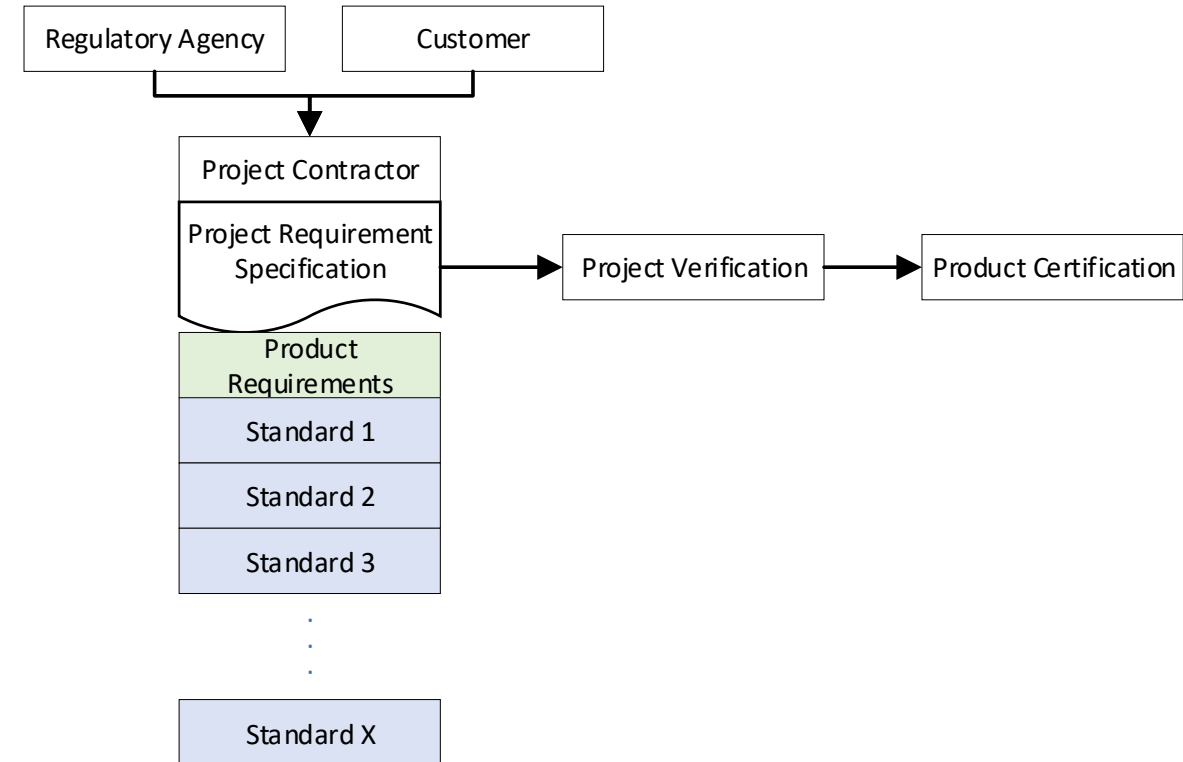 Regulatory Agency
Customer
Project Contractor
Project Requirement
Specification
Project Verification
Product Certification
Product
Requirements
Standard 1
Standard 2
Standard 3
.
.
.
Standard X